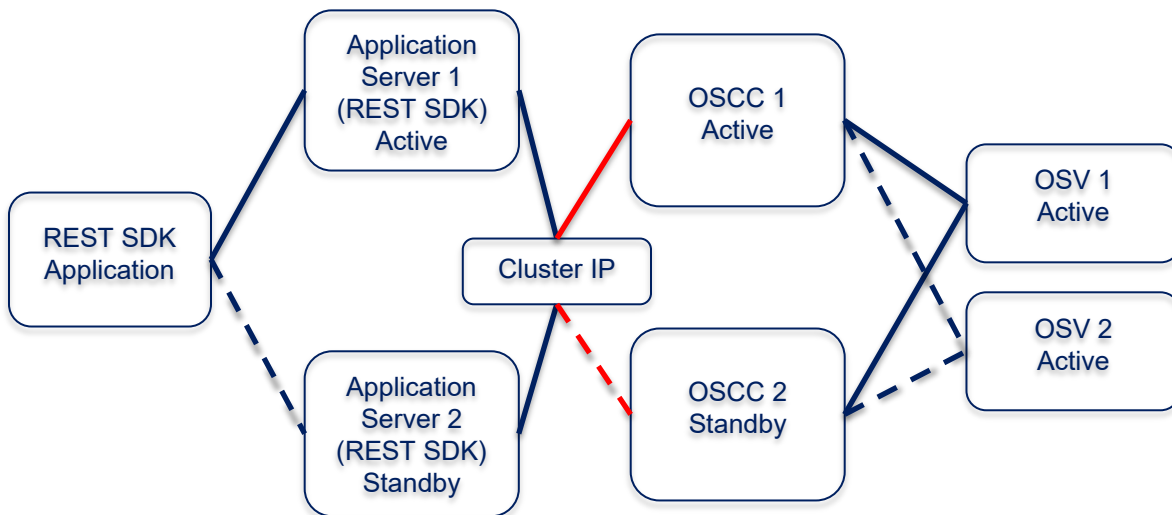 REST SDK
Application
Application
Server 1
(REST SDK)
Active
Application
Server 2
(REST SDK)
Standby
Cluster IP
OSCC 1
Active
OSCC 2
Standby
OSV 1
Active
OSV 2
Active